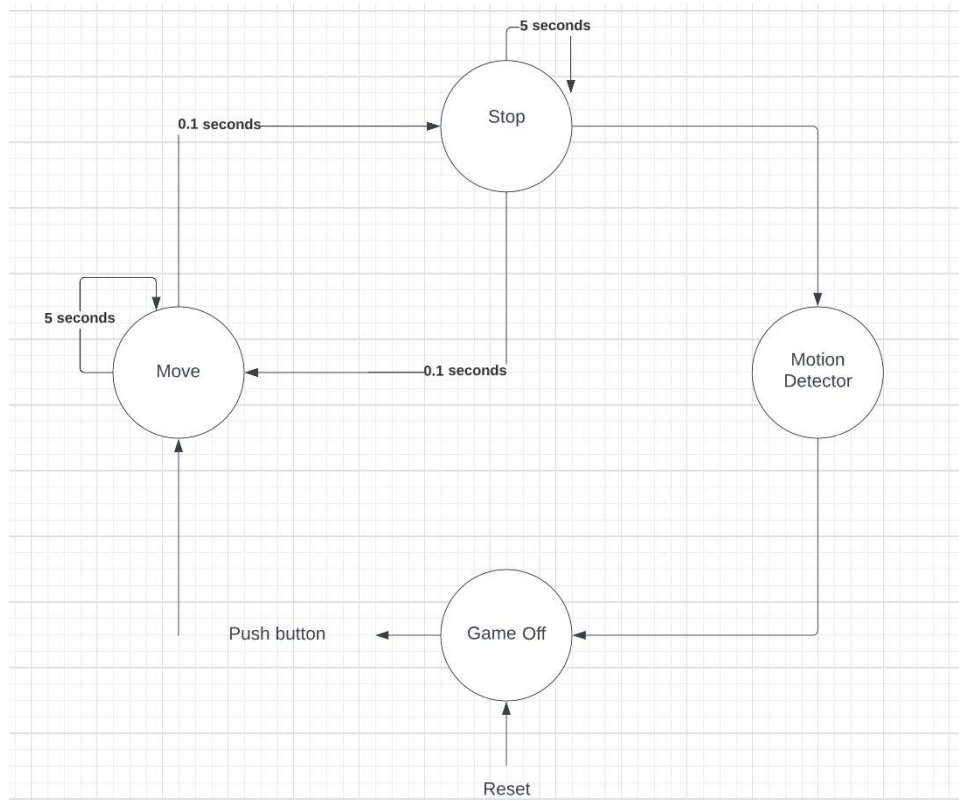 5 seconds
Stop
0.1 seconds
5 seconds
Move
0.1 seconds
Motion
Detector
Push button
Game Off
Reset